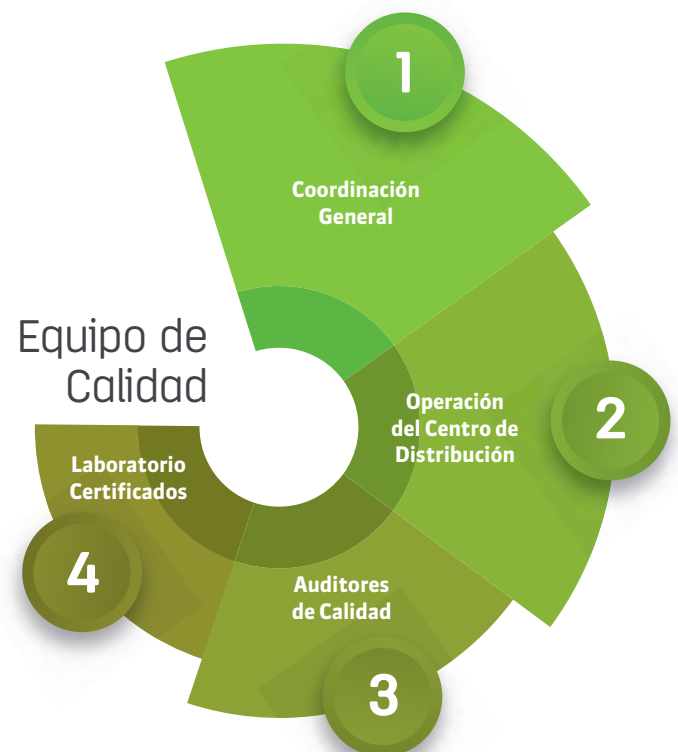 Equipo de
Calidad
1
Coordinación
General
2
Operación
del Centro de
Distribución
3
Auditores
de Calidad
4
Laboratorio
Certificados